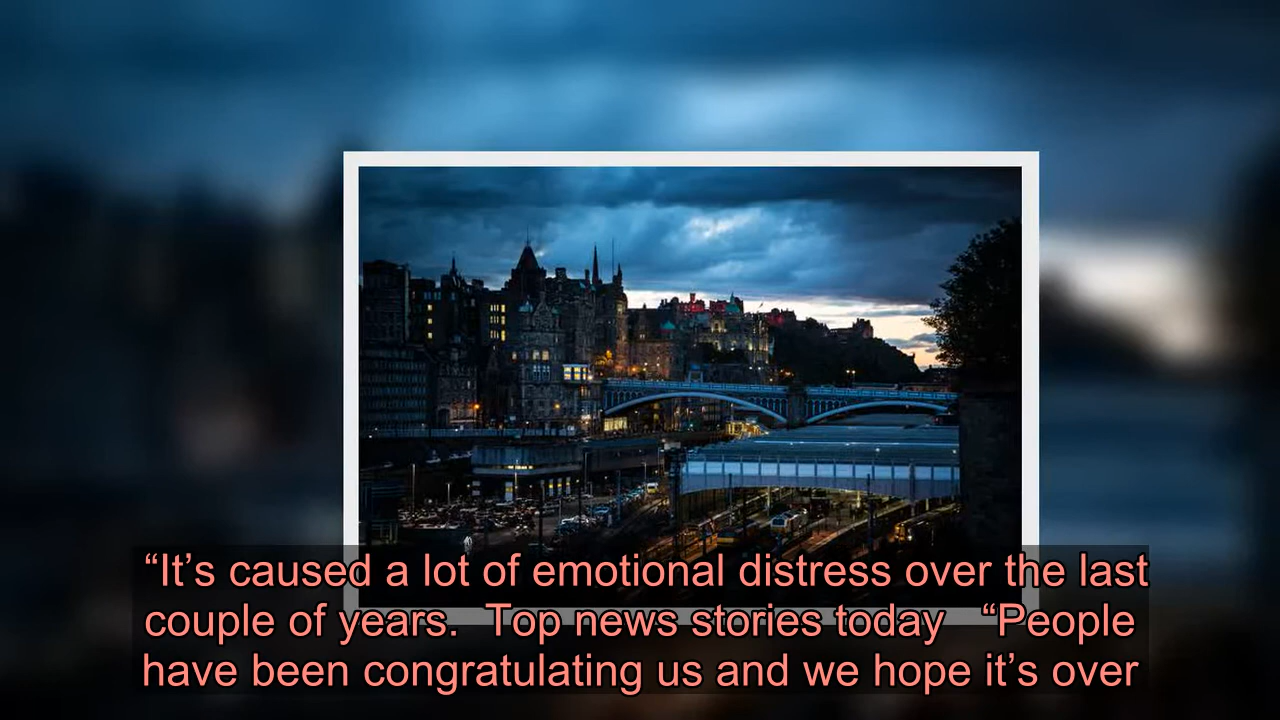 “It’s caused a lot of emotional distress over the last
couple of years. Top news stories today “People
have been congratulating us and we hope it’s over